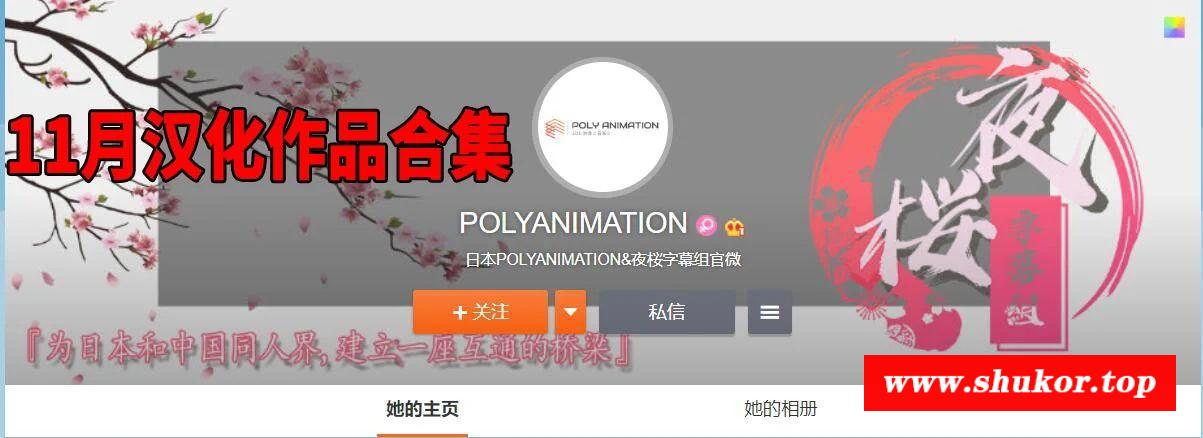 11月汉化作品合集
POLY ANIMATION
夜桜
字幕组
POLYANIMATION
日本POLYANIMATION&夜桜字幕组官微
+关注
私信
『为日本和中国同人界,建立一座互通的桥梁』
www.shukor.top
她的主页
她的相册